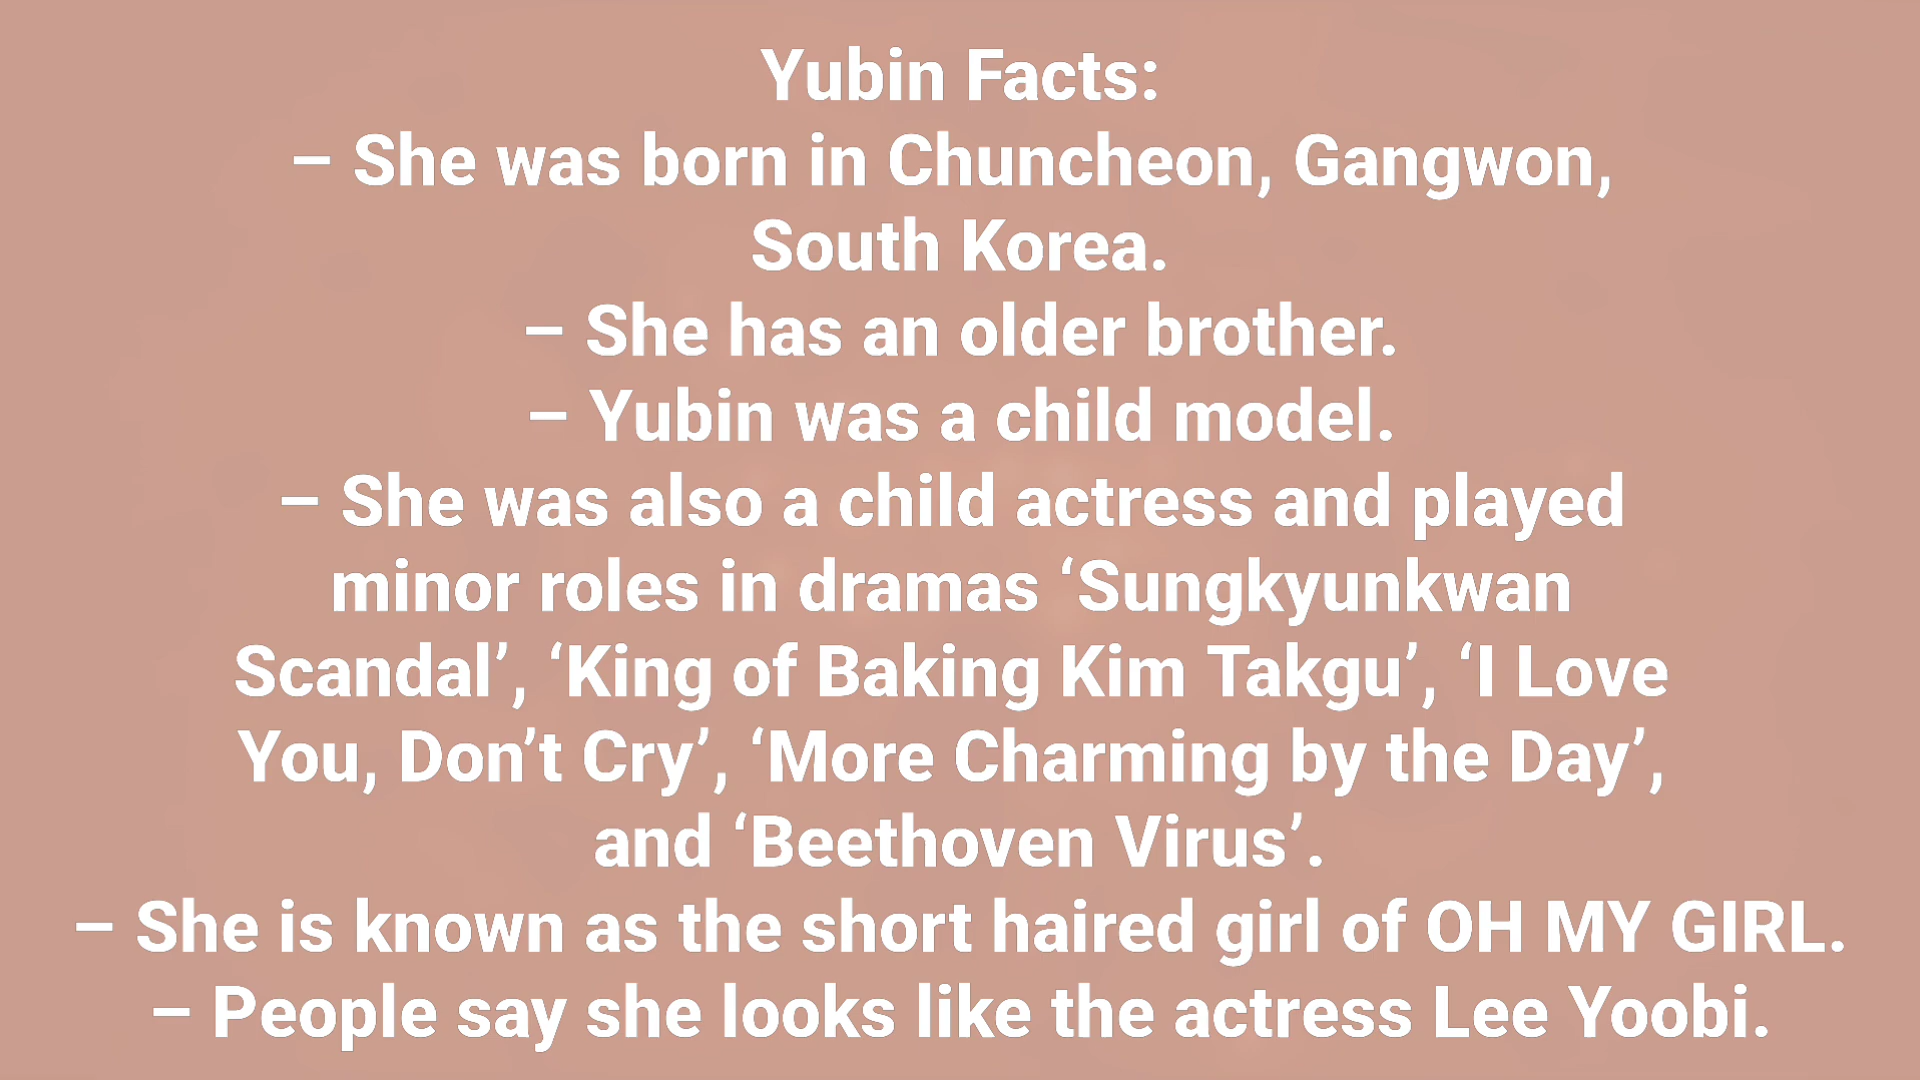 Yubin Facts:
– She was born in Chuncheon, Gangwon,
South Korea.
– She has an older brother.
– Yubin was a child model.
– She was also a child actress and played
minor roles in dramas ‘Sungkyunkwan
Scandal’, ‘King of Baking Kim Takgu’, ‘I Love
You, Don’t Cry’, ‘More Charming by the Day’,
and ‘Beethoven Virus’.
– She is known as the short haired girl of OH MY GIRL.
– People say she looks like the actress Lee Yoobi.